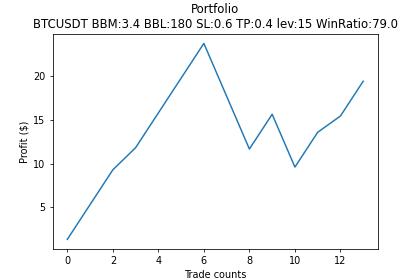 Portfolio
BTCUSDT BBM:3.4 BBL:180 SL:0.6 TP:0.4 lev:15 WinRatio:79.0
20
15
10
5
Profit ($)
0 2 4 6 8 10 12
Trade counts